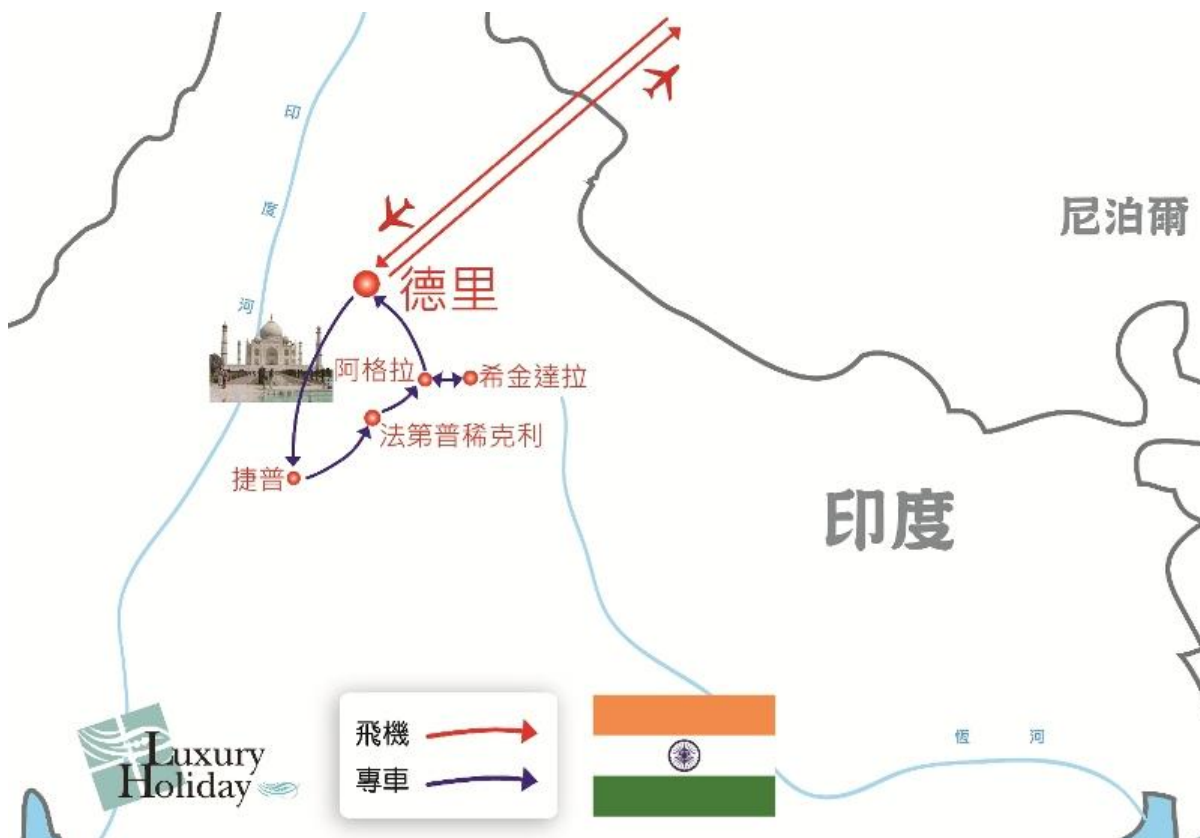 印度河
尼泊爾
德里
阿格拉
希金達拉
法第普稀克利
捷普
印度
飛機
專車
Luxury
Holiday
恆河